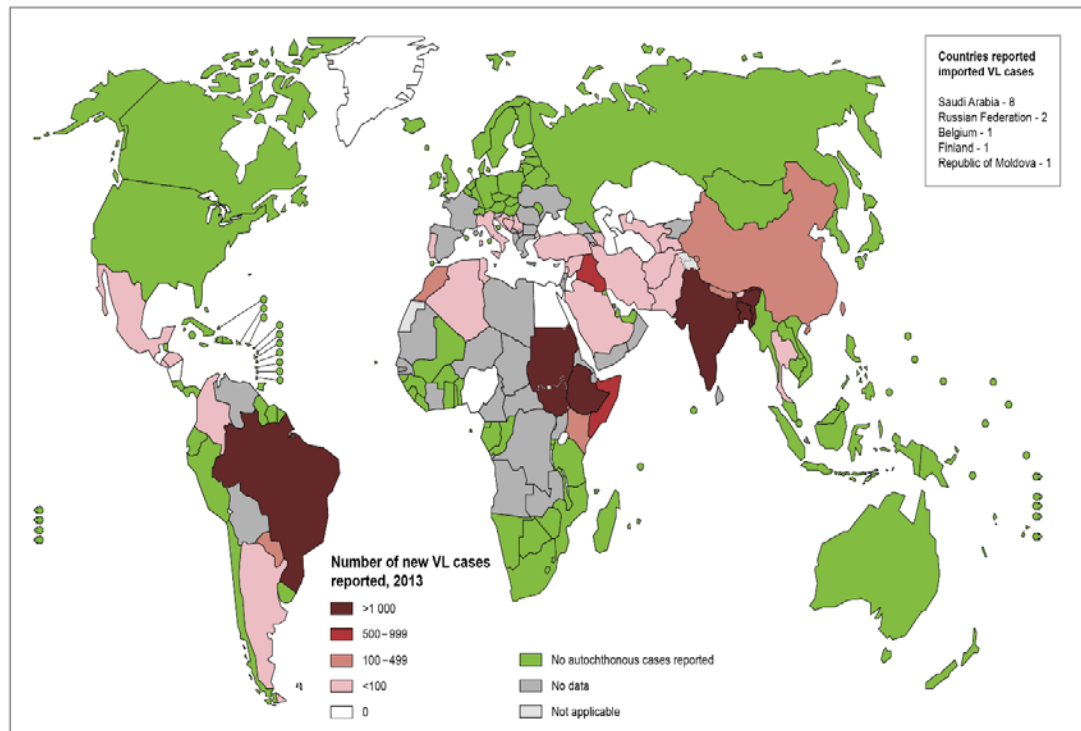 Countries reported
imported VL cases
Saudi Arabia - 8
Russian Federation - 2
Belgium - 1
Finland - 1
Republic of Moldova - 1
Number of new VL cases
reported, 2013
>1 000
500–999
100–499
<100
0
No autochthonous cases reported
No data
Not applicable